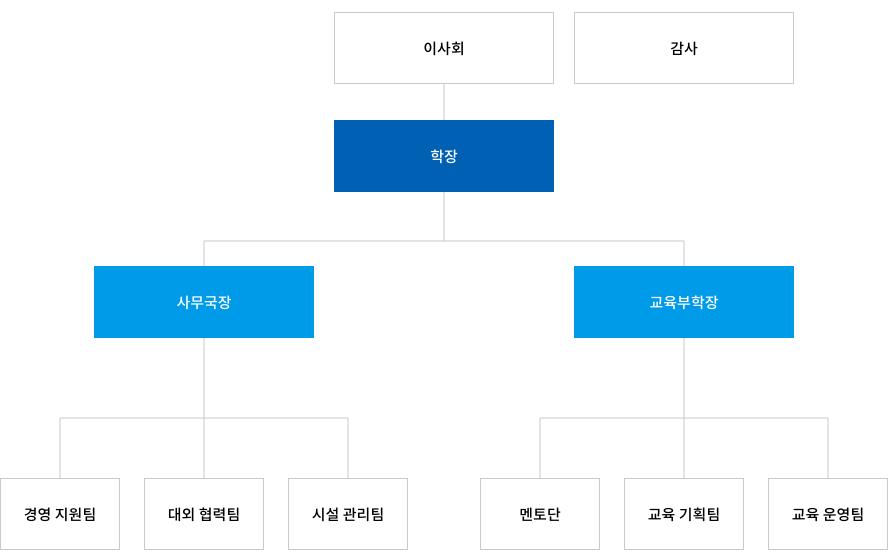 이사회
감사
학장
사무국장
교육부학장
경영 지원팀
대외 협력팀
시설 관리팀
멘토단
교육 기획팀
교육 운영팀